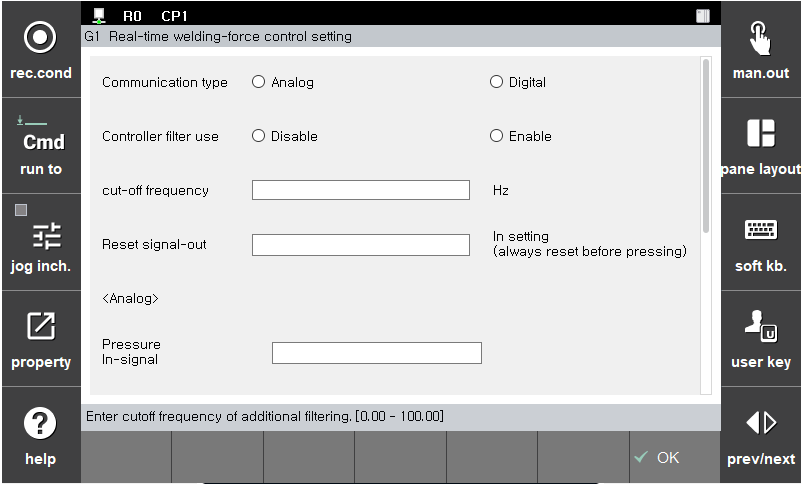 R0 CP1
G1 Real-time welding-force control setting
rec.cond
Cmd
run to
jog inch.
property
help
Communication type Analog Digital
Controller filter use Disable Enable
cut-off frequency Hz
Reset signal-out In setting
(always reset before pressing)
<Analog>
Pressure
In-signal
Enter cutoff frequency of additional filtering. [0.00 - 100.00]
OK
man.out
pane layout
soft kb.
U
user key
prev/next